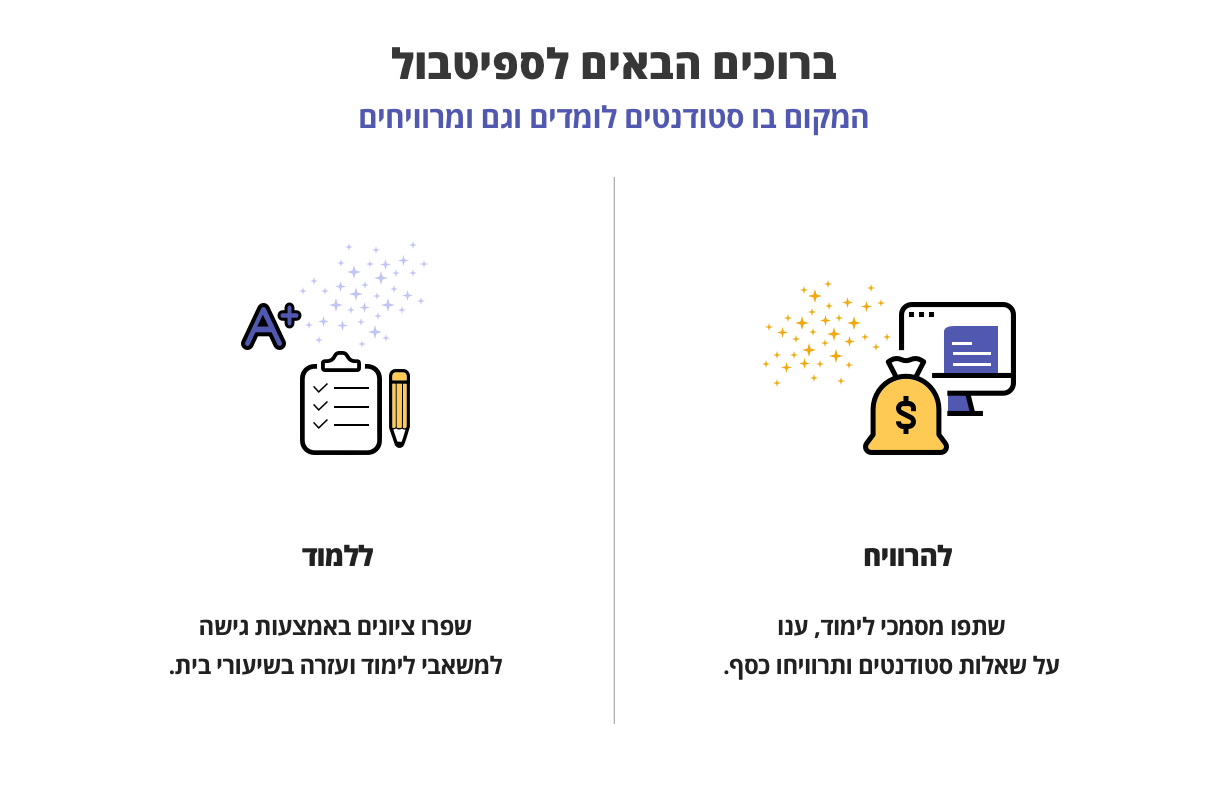 ברוכים הבאים לספיטבול
המקום בו סטודנטים לומדים וגם ומרוויחים
$
להרוויח
שתפו מסמכי לימוד, ענו
על שאלות סטודנטים ותרוויחו כסף.
A+
ללמוד
שפרו ציונים באמצעות גישה
למשאבי לימוד ועזרה בשיעורי בית.